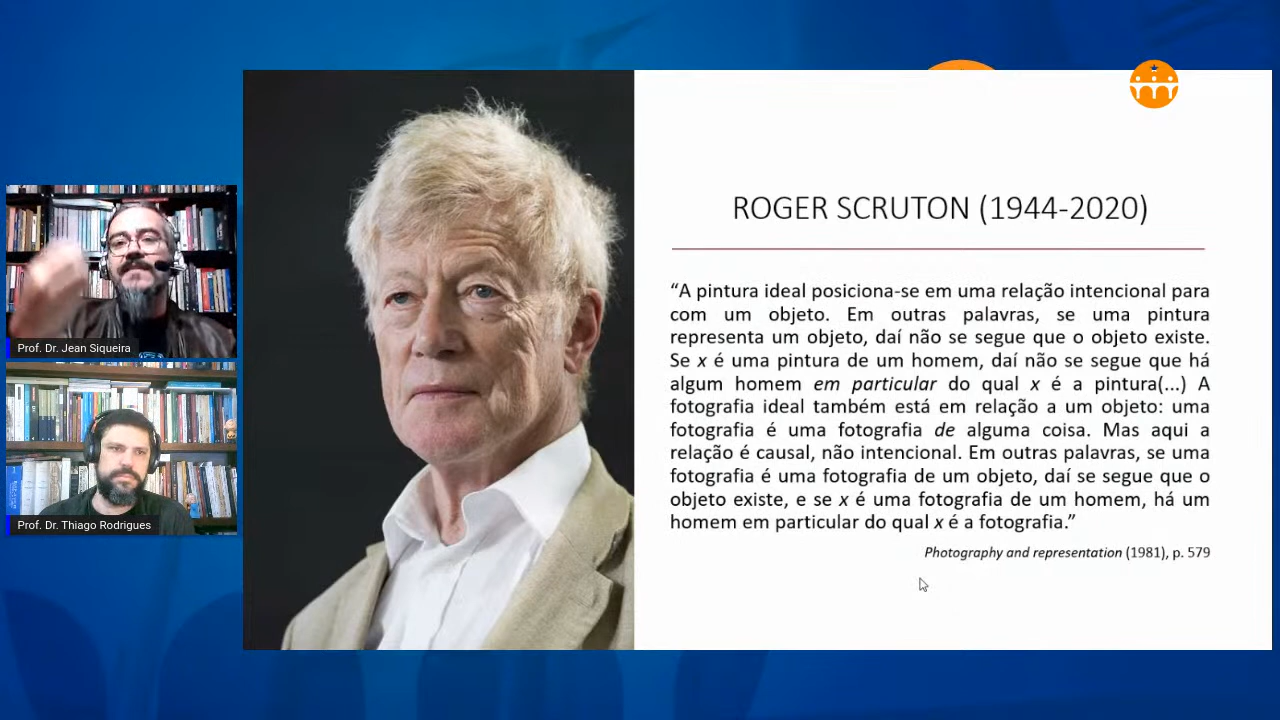 ROGER SCRUTON (1944-2020)
“A pintura ideal posiciona-se em uma relação intencional para
com um objeto. Em outras palavras, se uma pintura
representa um objeto, daí não se segue que o objeto existe.
Se x é uma pintura de um homem, daí não se segue que há
algum homem em particular do qual x é a pintura(...) A
fotografia ideal também está em relação a um objeto: uma
fotografia é uma fotografia de alguma coisa. Mas aqui a
relação é causal, não intencional. Em outras palavras, se uma
fotografia é uma fotografia de um objeto, daí se segue que o
objeto existe, e se x é uma fotografia de um homem, há um
homem em particular do qual x é a fotografia.”
Photography and representation (1981), p. 579
Prof. Dr. Jean Siqueira
Prof. Dr. Thiago Rodrigues